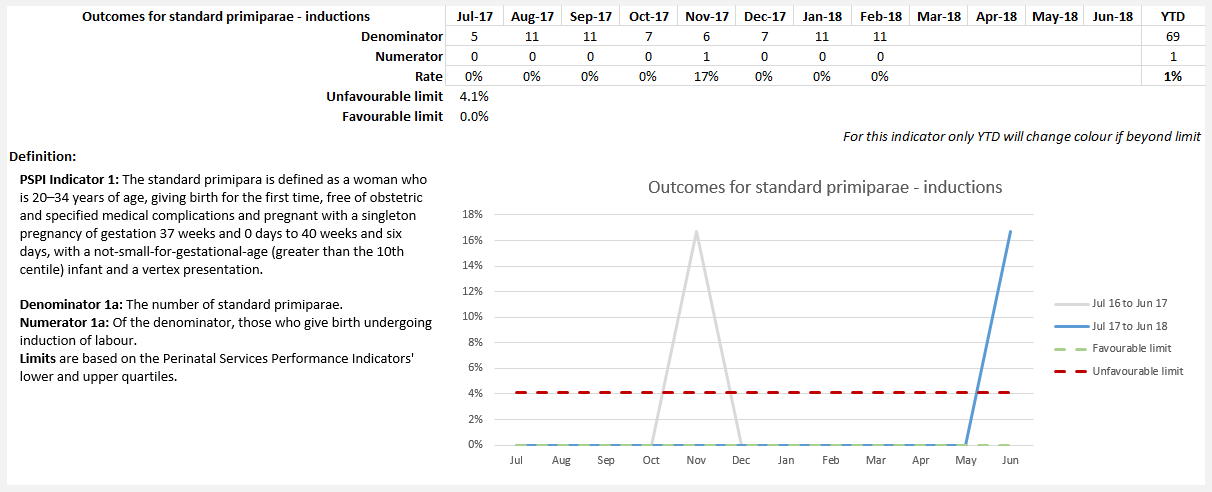 Outcomes for standard primiparae - inductions Jul-17 Aug-17 Sep-17 Oct-17 Nov-17 Dec-17 Jan-18 Feb-18 Mar-18 Apr-18 May-18 Jun-18 YTD
Denominator 5 11 11 7 6 7 11 11 69
Numerator 0 0 0 0 1 0 0 0 1
Rate 0% 0% 0% 0% 17% 0% 0% 0% 1%
Unfavourable limit 4.1%
Favourable limit 0.0%
For this indicator only YTD will change colour if beyond limit
Definition:
PSPI Indicator 1: The standard primipara is defined as a woman who
is 20–34 years of age, giving birth for the first time, free of obstetric
and specified medical complications and pregnant with a singleton
pregnancy of gestation 37 weeks and 0 days to 40 weeks and six
days, with a not-small-for-gestational-age (greater than the 10th
centile) infant and a vertex presentation.
Denominator 1a: The number of standard primiparae.
Numerator 1a: Of the denominator, those who give birth undergoing
induction of labour.
Limits are based on the Perinatal Services Performance Indicators'
lower and upper quartiles.
Outcomes for standard primiparae - inductions
18%
16%
14%
12%
10%
8%
6%
4%
2%
0%
Jul Aug Sep Oct Nov Dec Jan Feb Mar Apr May Jun
Jul 16 to Jun 17
Jul 17 to Jun 18
Favourable limit
Unfavourable limit